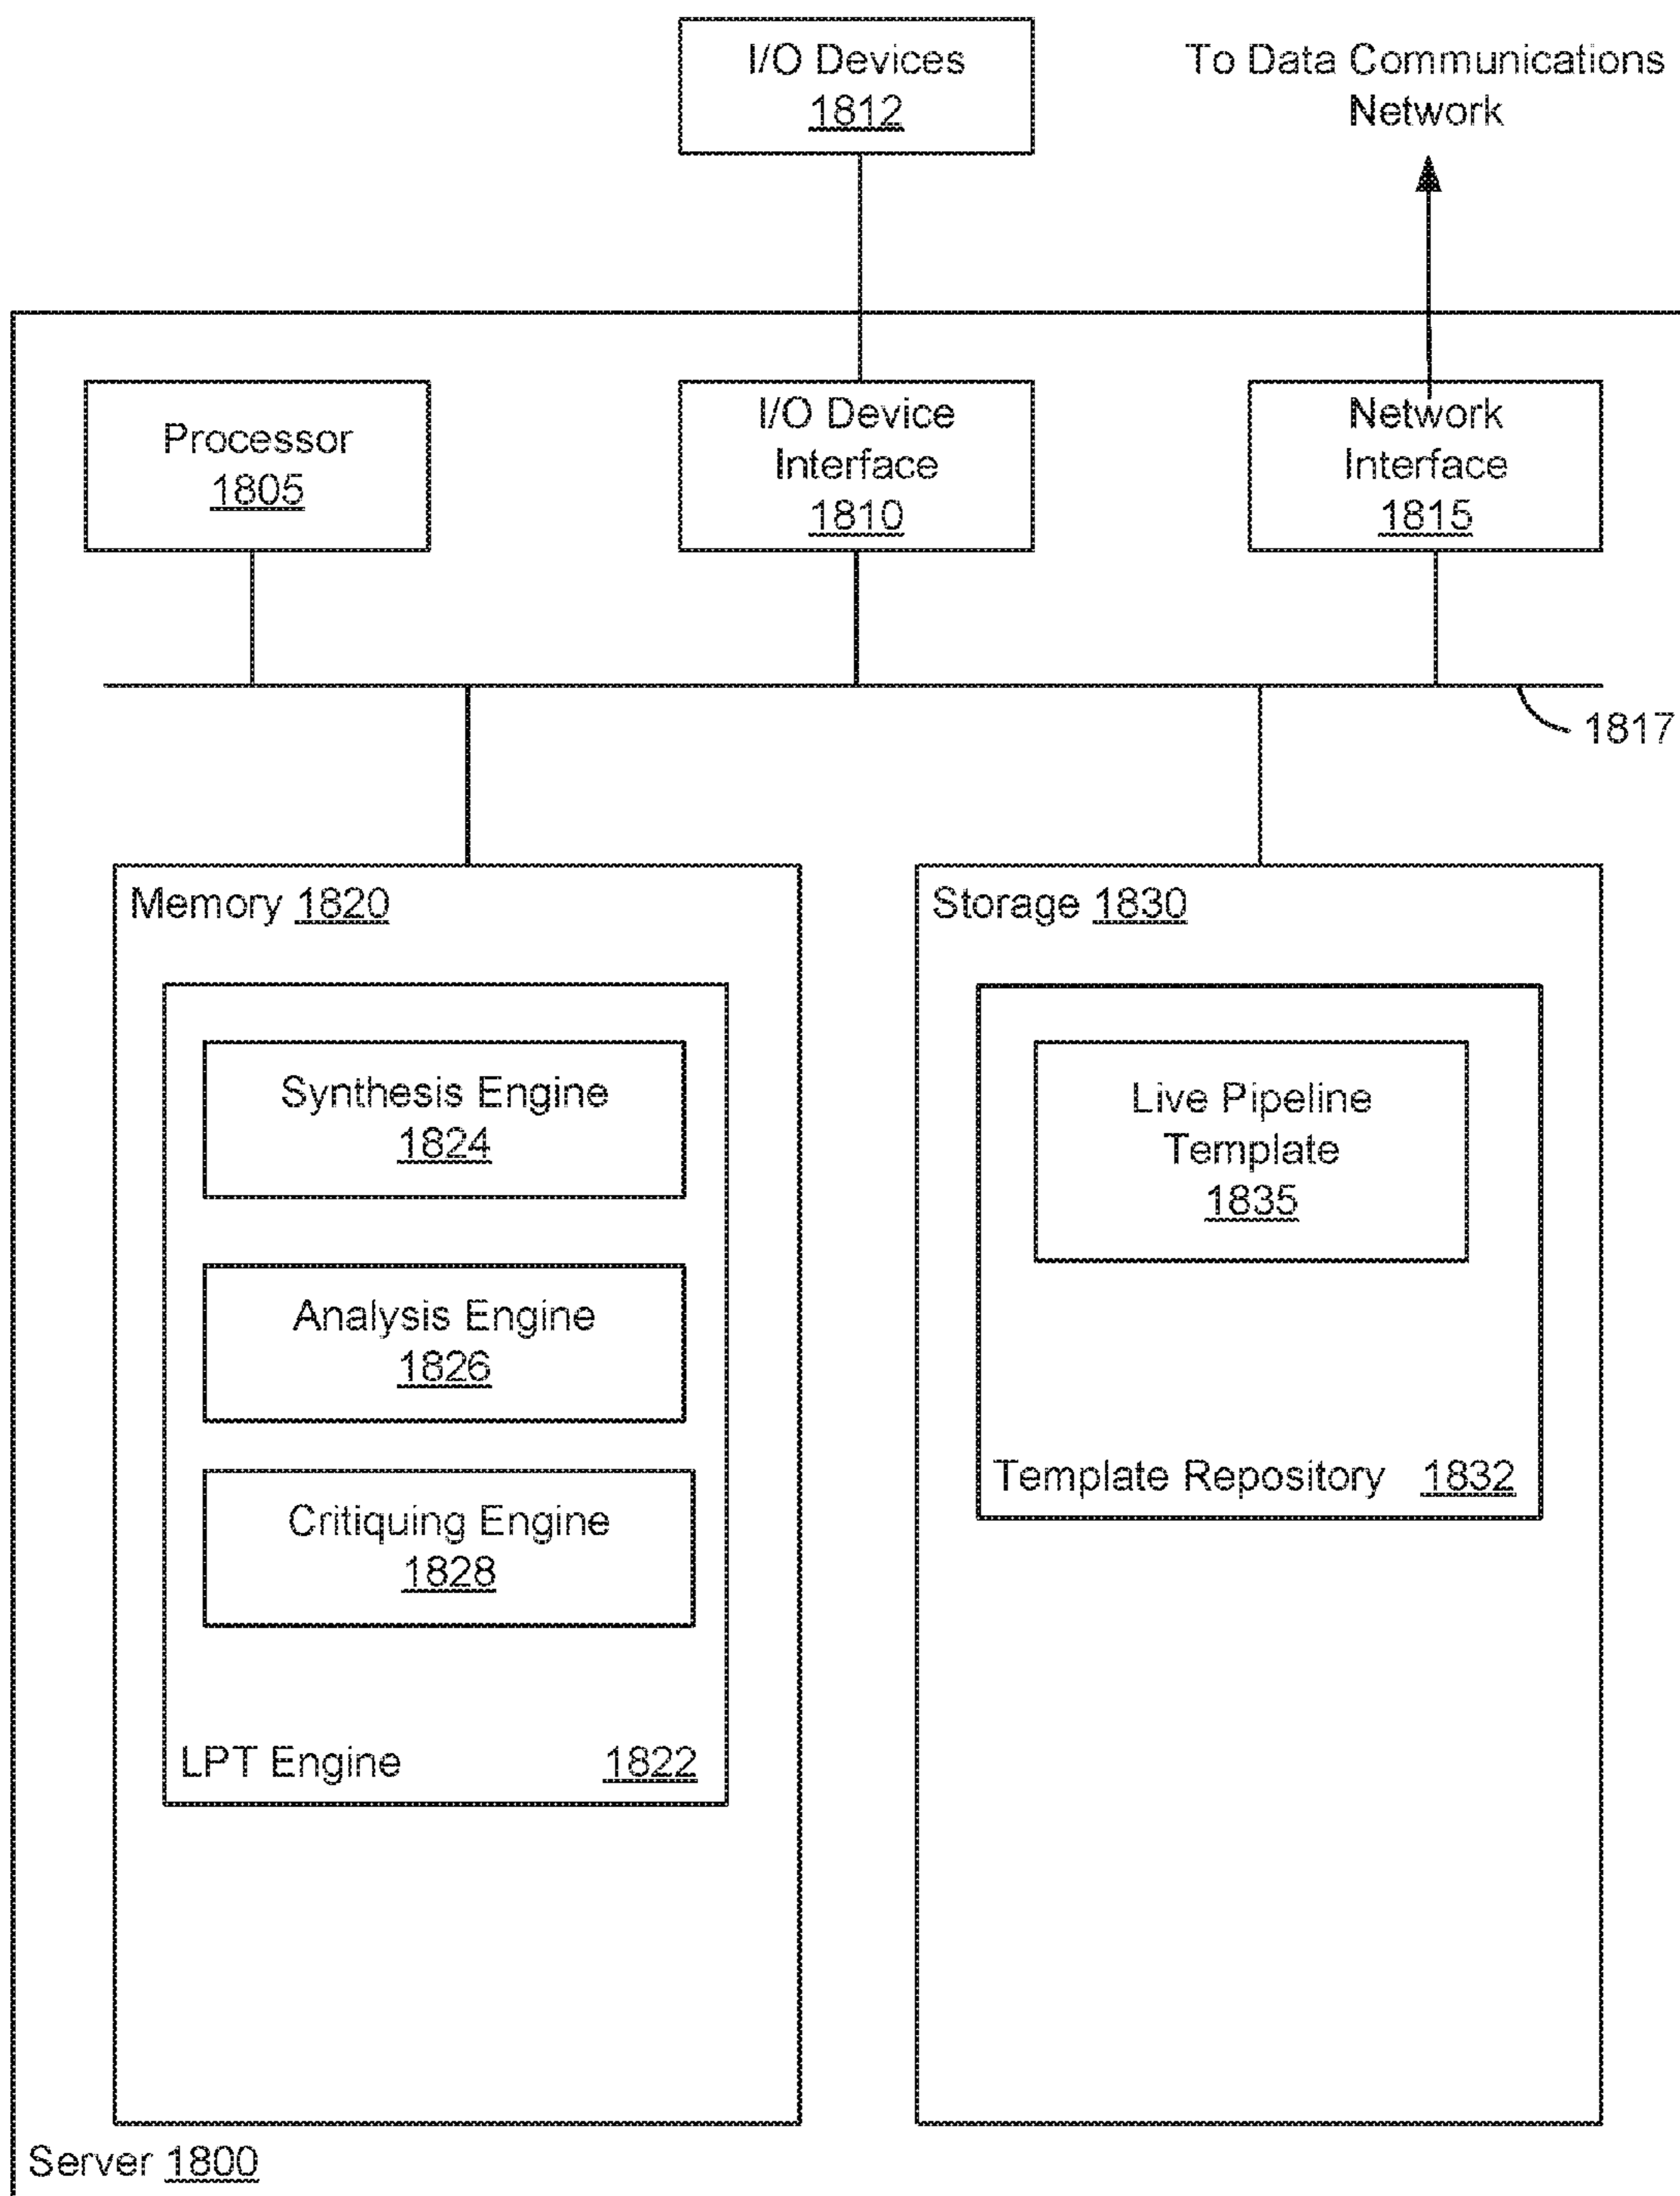 I/O Devices
1812
To Data Communications
Network
Processor
1805
I/O Device
Interface
1810
Network
Interface
1815
1817
Memory 1820
Synthesis Engine
1824
Analysis Engine
1826
Critiquing Engine
1828
LPT Engine 1822
Storage 1830
Live Pipeline
Template
1835
Template Repository 1832
Server 1800